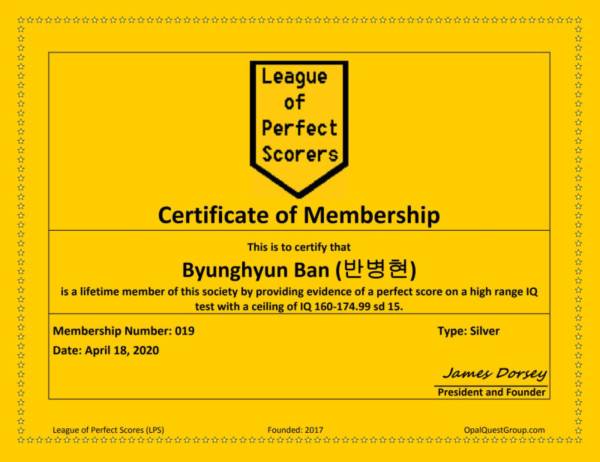 League
of
Perfect
Scorers
Certificate of Membership
This is to certify that
Byunghyun Ban (반병현)
is a lifetime member of this society by providing evidence of a perfect score on a high range IQ
test with a ceiling of IQ 160-174.99 sd 15.
Membership Number: 019 Type: Silver
Date: April 18, 2020
James Dorsey
President and Founder
League of Perfect Scores (LPS) Founded: 2017 OpalQuestGroup.com